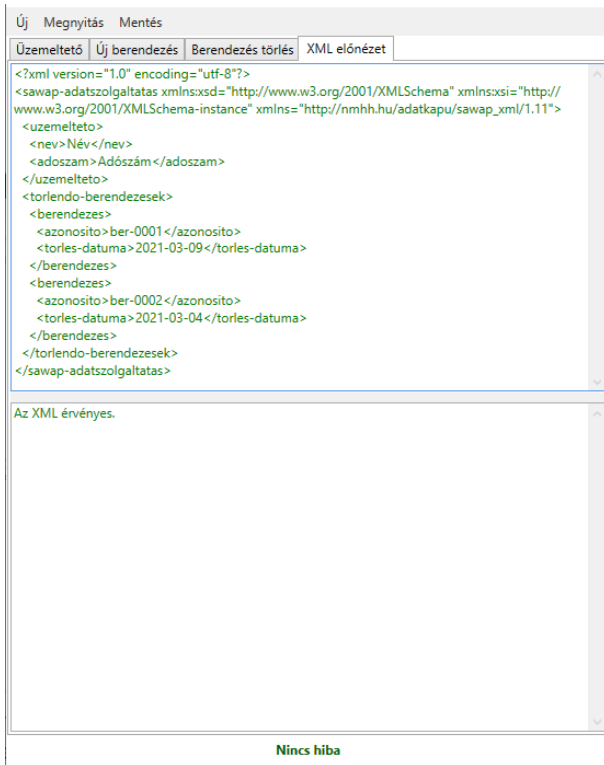 Új Megnyitás Mentés
Üzemeltető Új berendezés Berendezés törlés XML előnézet
<?xml version="1.0" encoding="utf-8"?>
<sawap-adatszolgaltatas xmlns:xsd="http://www.w3.org/2001/XMLSchema" xmlns:xsi="http://
www.w3.org/2001/XMLSchema-instance" xmlns="http://nmhh.hu/adatkapu/sawap_xml/1.11">
<uzemelteto>
<nev>Név</nev>
<adoszam>Adószám</adoszam>
</uzemelteto>
<torlendo-berendezesek>
<berendezes>
<azonosito>ber-0001</azonosito>
<torles-datuma>2021-03-09</torles-datuma>
</berendezes>
<berendezes>
<azonosito>ber-0002</azonosito>
<torles-datuma>2021-03-04</torles-datuma>
</berendezes>
</torlendo-berendezesek>
</sawap-adatszolgaltatas>
Az XML érvényes.
Nincs hiba